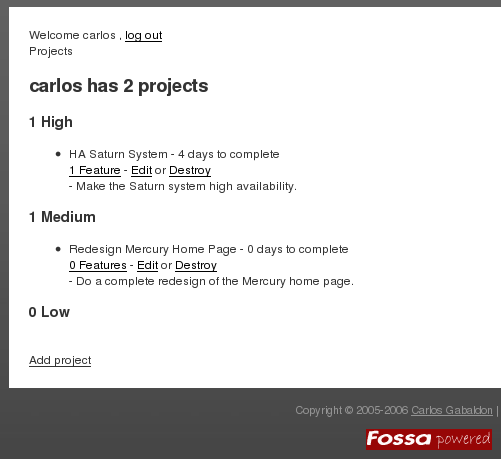 Welcome carlos , log out
Projects
carlos has 2 projects
1 High
HA Saturn System - 4 days to complete
1 Feature - Edit or Destroy
- Make the Saturn system high availability.
1 Medium
Redesign Mercury Home Page - 0 days to complete
0 Features - Edit or Destroy
- Do a complete redesign of the Mercury home page.
0 Low
Add project
Copyright © 2005-2006 Carlos Gabaldon |
Fossa powered